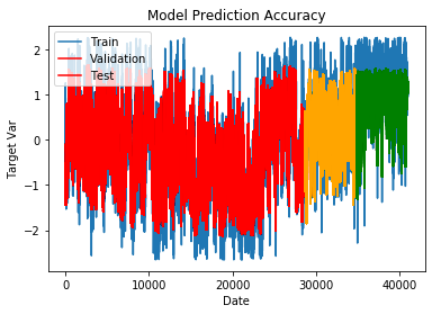 Model Prediction Accuracy
Train
Validation
Test
Target Var
2
1
0
−1
−2
0 10000 20000 30000 40000
Date